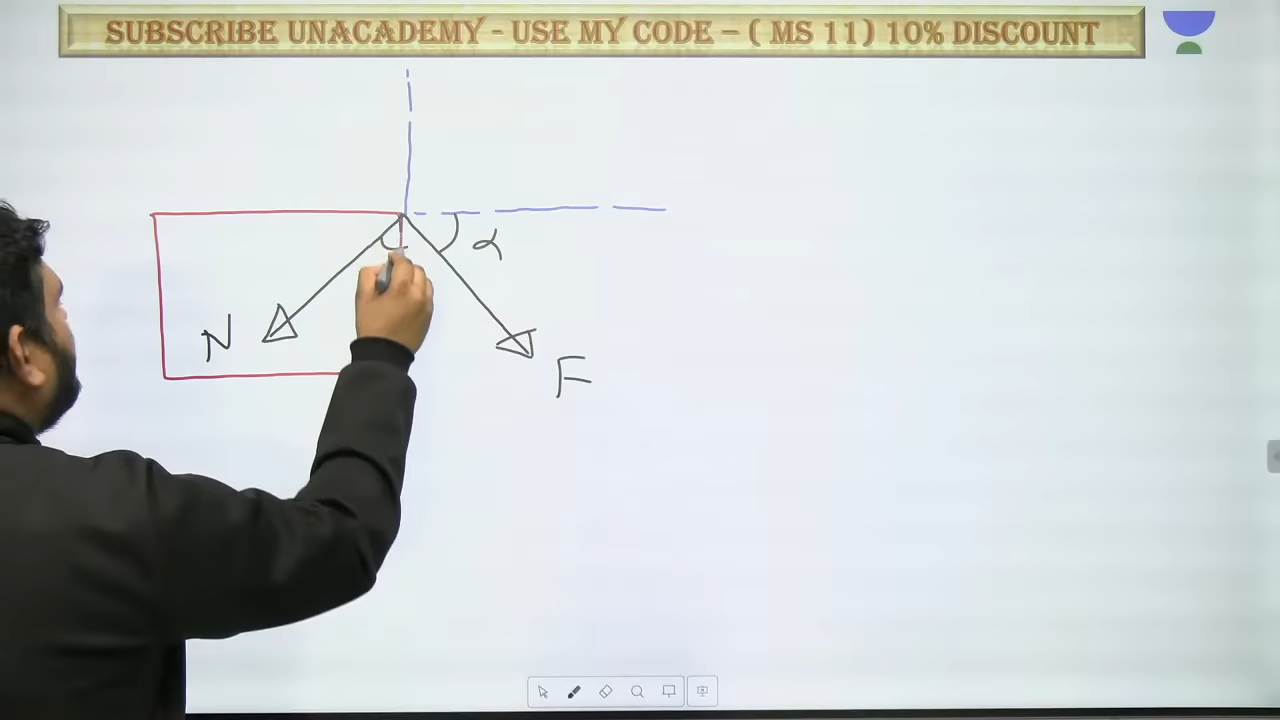 SUBSCRIBE UNACADEMY - USE MY CODE – ( MS 11) 10% DISCOUNT
α
N
F